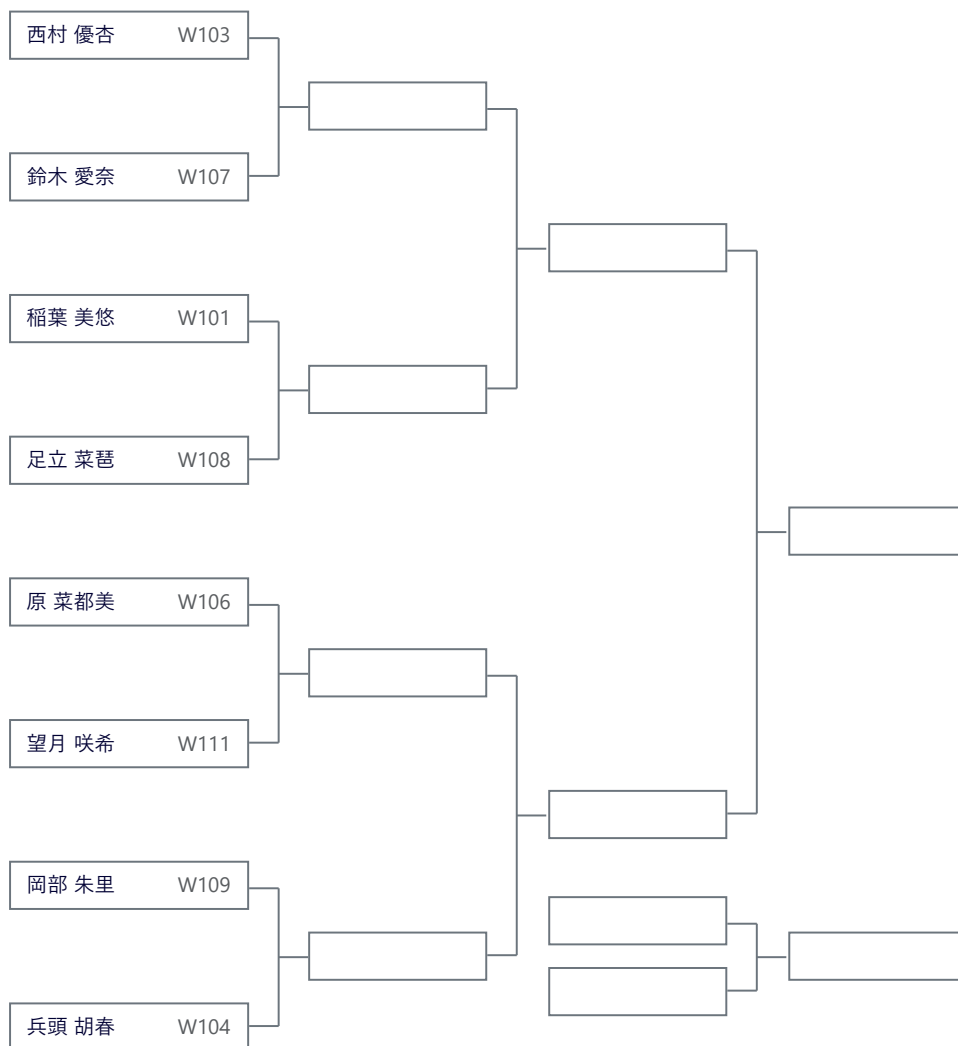 西村 優杏 W103
鈴木 愛奈 W107
稲葉 美悠 W101
足立 菜琶 W108
原 菜都美 W106
望月 咲希 W111
岡部 朱里 W109
兵頭 胡春 W104